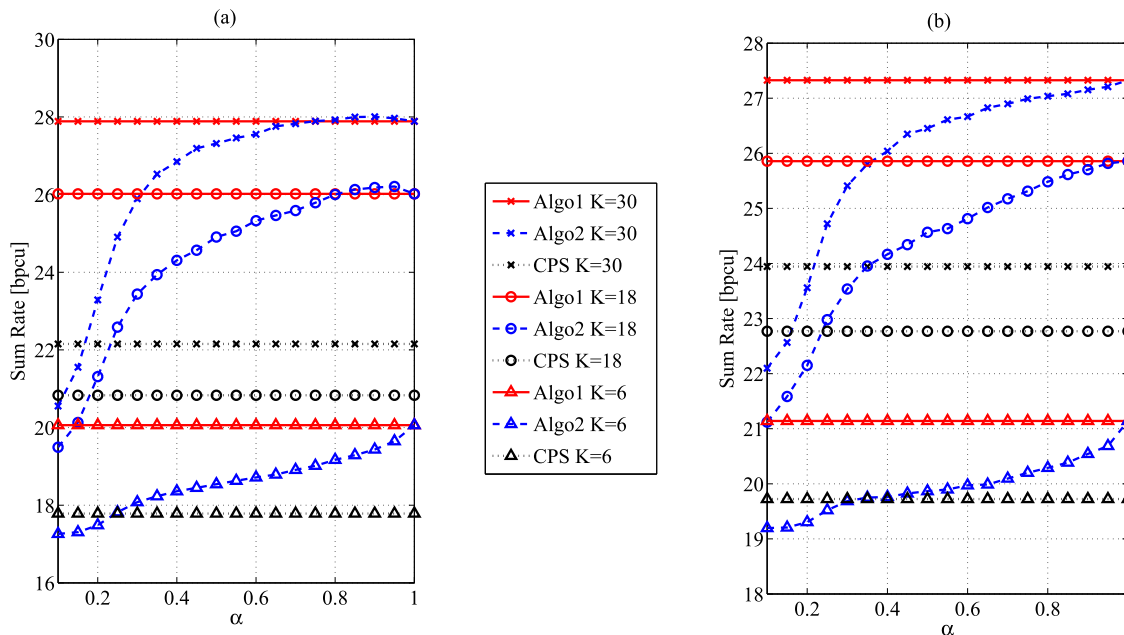 (a)
30
28
26
24
22
20
18
16
Sum Rate [bpcu]
0.2
0.4
0.6
0.8
1
α
Algo1 K=30
Algo2 K=30
CPS K=30
Algo1 K=18
Algo2 K=18
CPS K=18
Algo1 K=6
Algo2 K=6
CPS K=6
(b)
28
27
26
25
24
23
22
21
20
19
18
Sum Rate [bpcu]
0.2
0.4
0.6
0.8
α